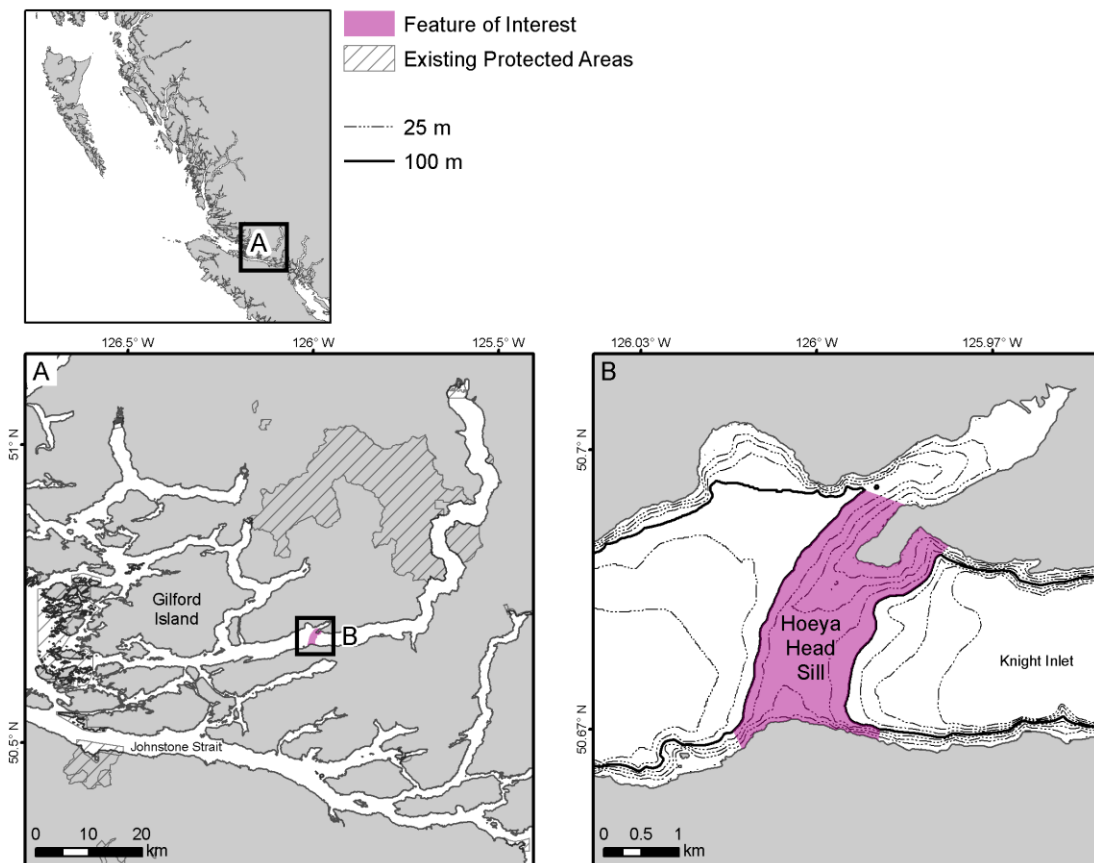 Feature of Interest
Existing Protected Areas
25 m
100 m
A
126.5° W
126° W
125.5° W
A
51° N
50.5° N
Gilford
Island
B
Johnstone Strait
0 10 20
km
126.03° W
126° W
125.97° W
B
50.7° N
50.67° N
Hoeya
Head
Sill
Knight Inlet
0 0.5 1
km